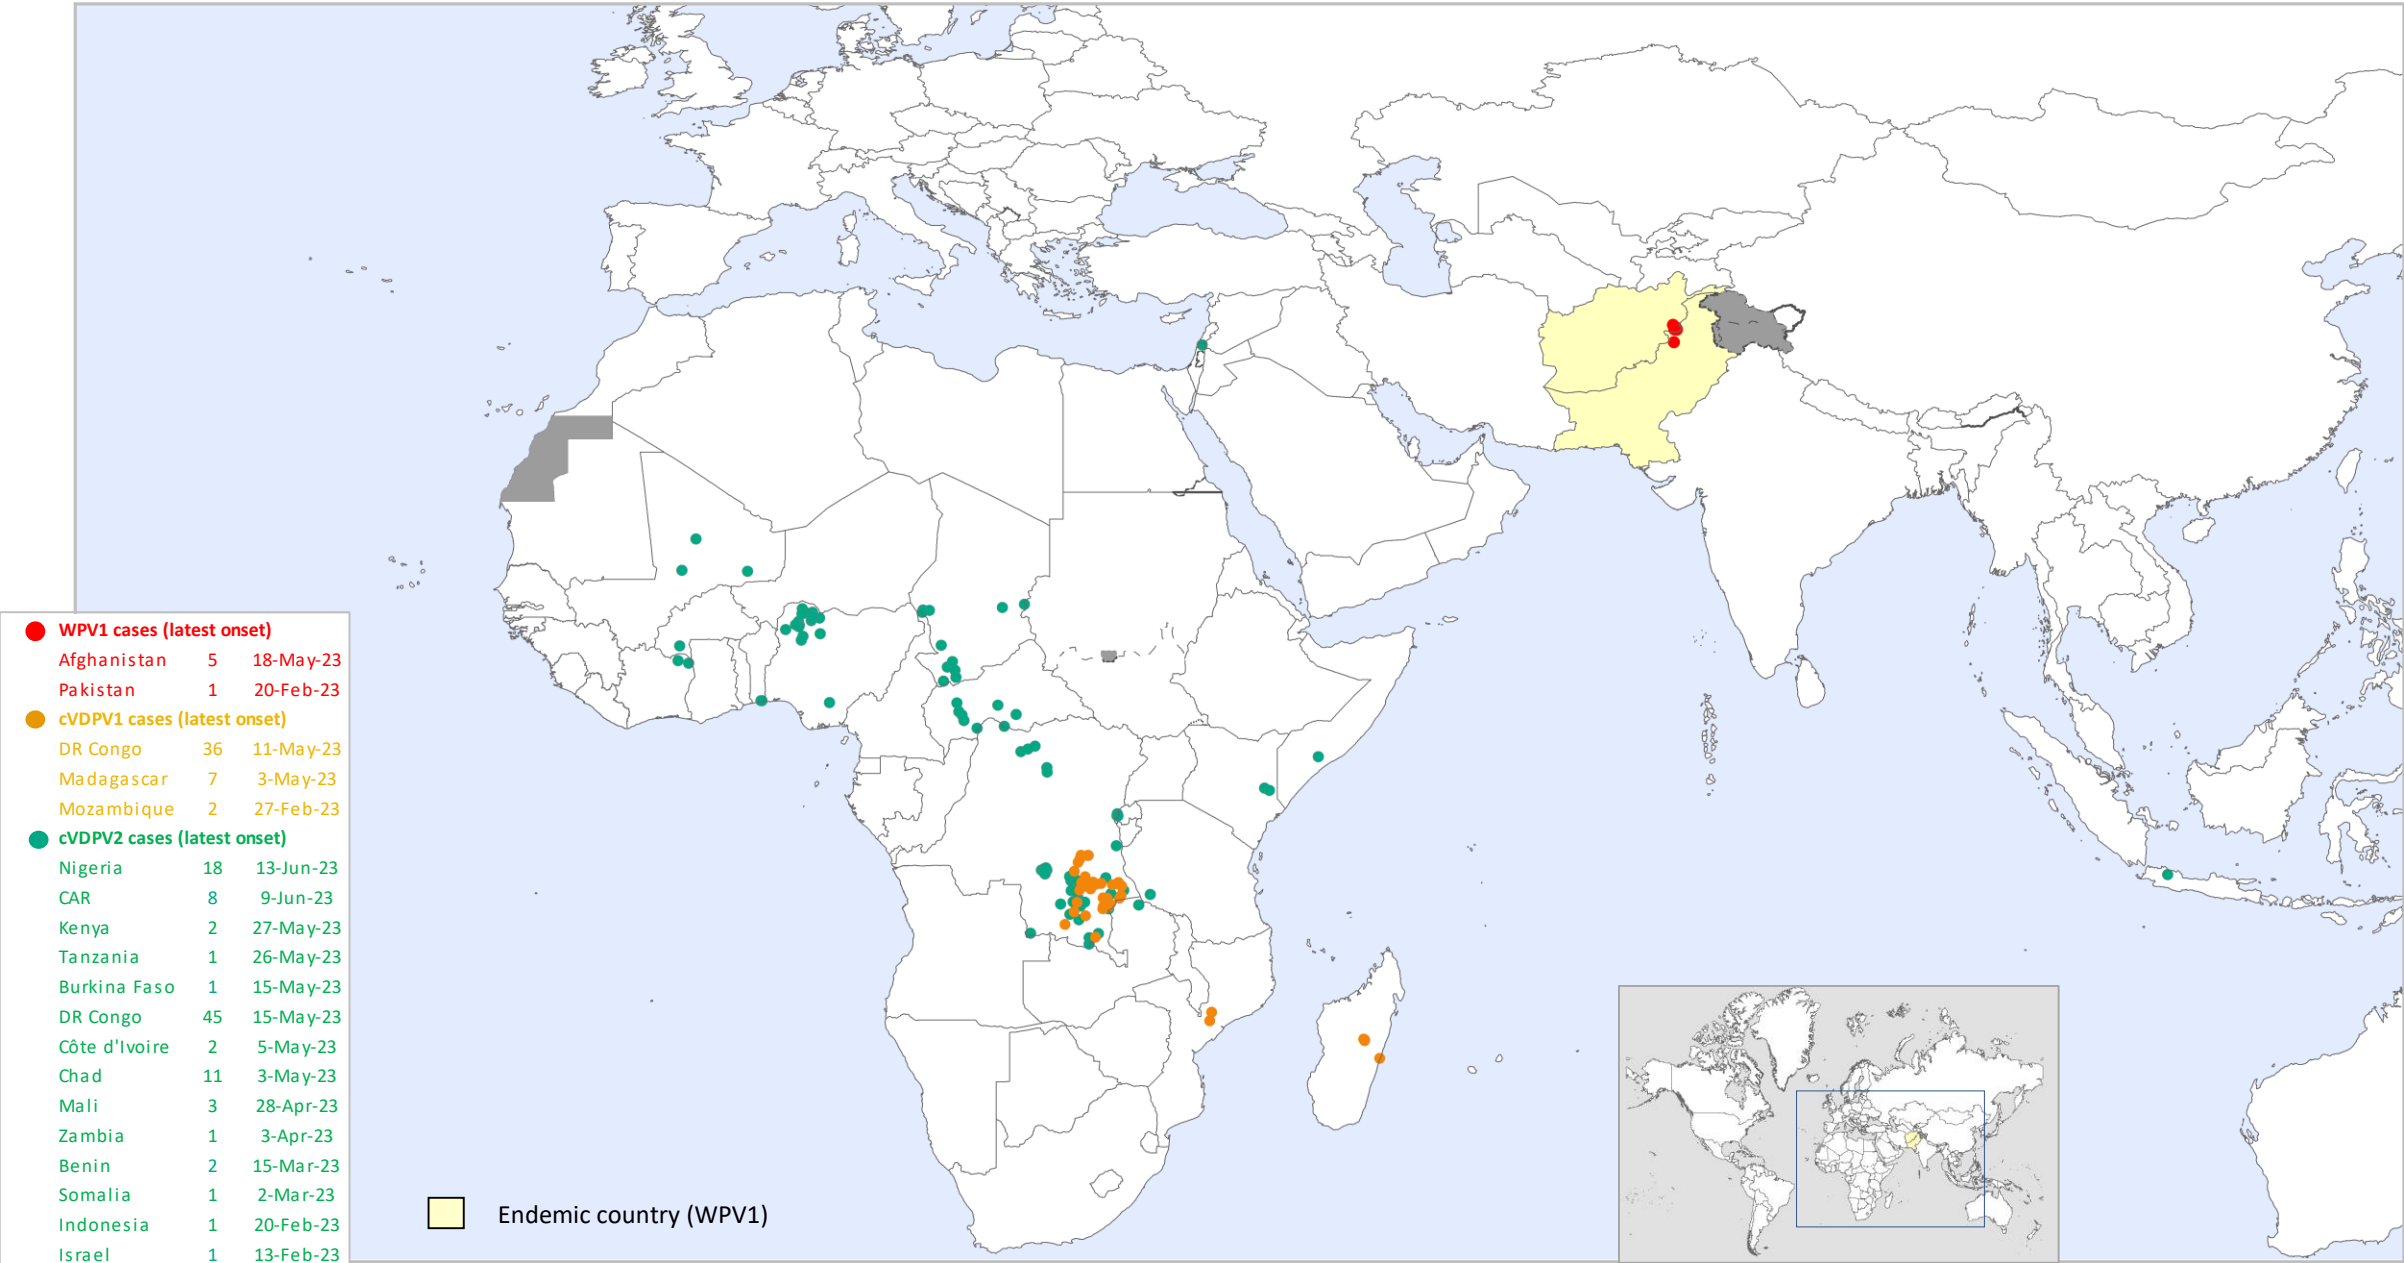 WPV1 cases (latest onset)
Afghanistan 5 18-May-23
Pakistan 1 20-Feb-23
cVDPV1 cases (latest onset)
DR Congo 36 11-May-23
Madagascar 7 3-May-23
Mozambique 2 27-Feb-23
cVDPV2 cases (latest onset)
Nigeria 18 13-Jun-23
CAR 8 9-Jun-23
Kenya 2 27-May-23
Tanzania 1 26-May-23
Burkina Faso 1 15-May-23
DR Congo 45 15-May-23
Côte d'Ivoire 2 5-May-23
Chad 11 3-May-23
Mali 3 28-Apr-23
Zambia 1 3-Apr-23
Benin 2 15-Mar-23
Somalia 1 2-Mar-23
Indonesia 1 20-Feb-23
Israel 1 13-Feb-23
Endemic country (WPV1)